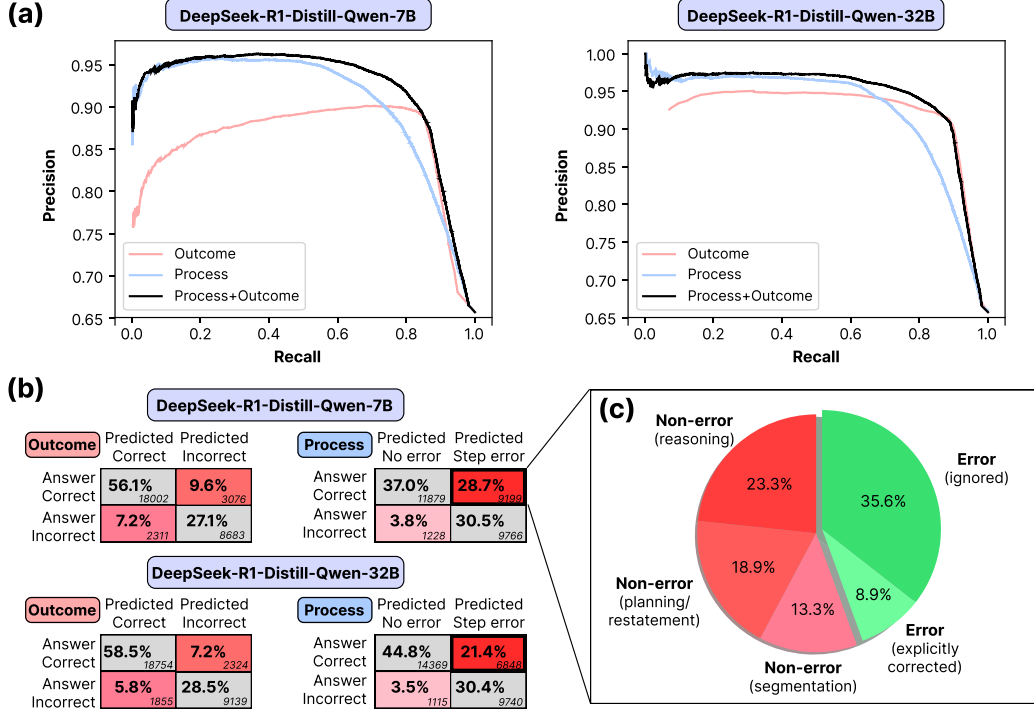 (a)
DeepSeek-R1-Distill-Qwen-7B
0.95
0.90
0.85
0.80
0.75
0.70
0.65
Precision
0.0 0.2 0.4 0.6 0.8 1.0
Recall
Outcome
Process
Process+Outcome
DeepSeek-R1-Distill-Qwen-32B
1.00
0.95
0.90
0.85
0.80
0.75
0.70
0.65
Precision
0.0 0.2 0.4 0.6 0.8 1.0
Recall
Outcome
Process
Process+Outcome
(b)
DeepSeek-R1-Distill-Qwen-7B
Outcome
Predicted
Correct
Predicted
Incorrect
Answer
Correct
56.1%
18002
9.6%
3076
Answer
Incorrect
7.2%
2311
27.1%
8683
Process
Predicted
No error
Predicted
Step error
Answer
Correct
37.0%
11879
28.7%
9199
Answer
Incorrect
3.8%
1228
30.5%
9766
DeepSeek-R1-Distill-Qwen-32B
Outcome
Predicted
Correct
Predicted
Incorrect
Answer
Correct
58.5%
18754
7.2%
2324
Answer
Incorrect
5.8%
1855
28.5%
9139
Process
Predicted
No error
Predicted
Step error
Answer
Correct
44.8%
14369
21.4%
6848
Answer
Incorrect
3.5%
1115
30.4%
9740
(c)
Non-error
(reasoning)
23.3%
Error
(ignored)
35.6%
Non-error
(planning/
restatement)
18.9%
13.3%
Non-error
(segmentation)
8.9%
Error
(explicitly
corrected)